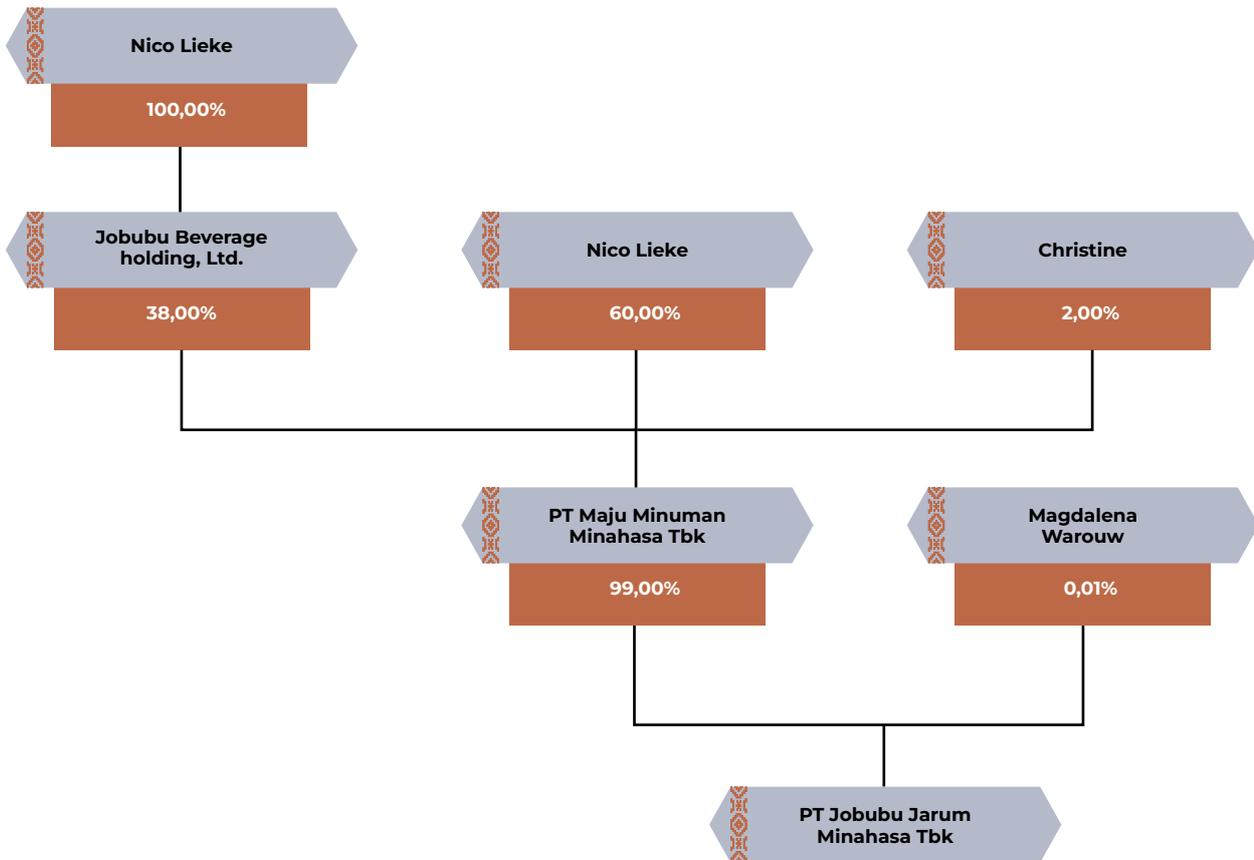 Nico Lieke
100,00%
Jobubu Beverage
holding, Ltd.
38,00%
Nico Lieke
60,00%
Christine
2,00%
PT Maju Minuman
Minahasa Tbk
99,00%
Magdalena
Warouw
0,01%
PT Jobubu Jarum
Minahasa Tbk